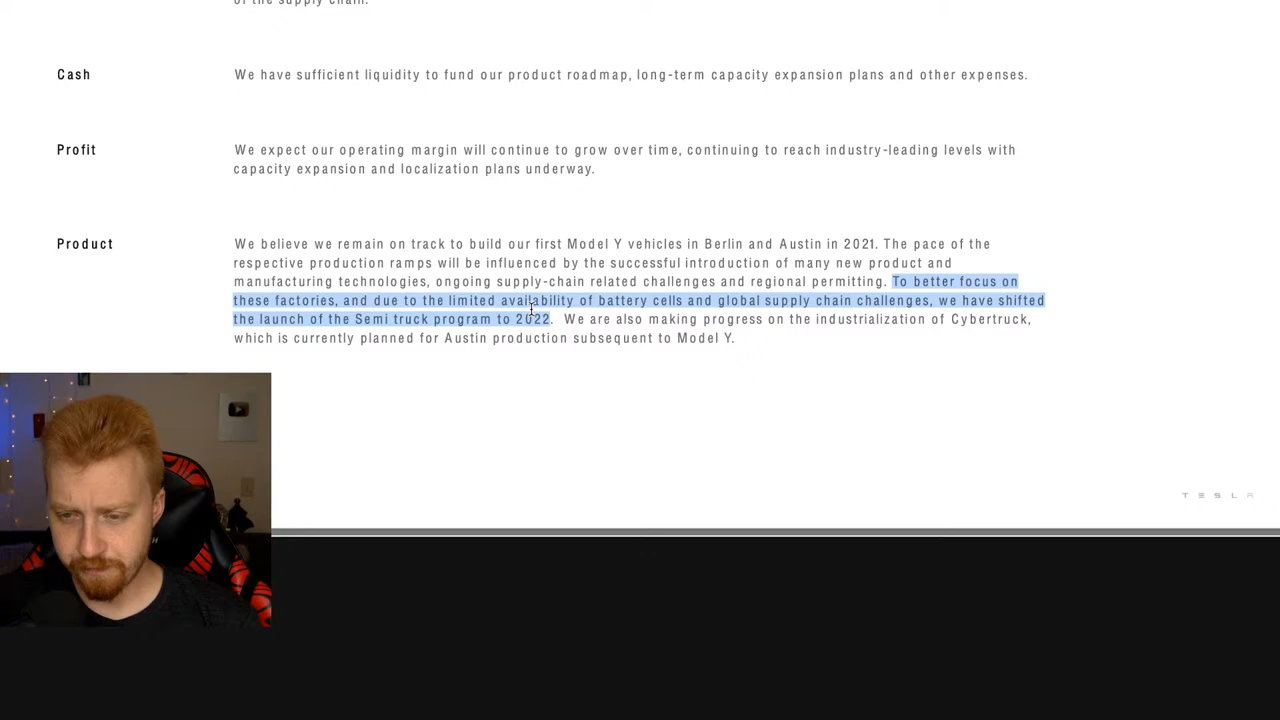 of the supply chain.
Cash
We have sufficient liquidity to fund our product roadmap, long-term capacity expansion plans and other expenses.
Profit
We expect our operating margin will continue to grow over time, continuing to reach industry-leading levels with
capacity expansion and localization plans underway.
Product
We believe we remain on track to build our first Model Y vehicles in Berlin and Austin in 2021. The pace of the
respective production ramps will be influenced by the successful introduction of many new product and
manufacturing technologies, ongoing supply-chain related challenges and regional permitting. To better focus on
these factories, and due to the limited availability of battery cells and global supply chain challenges, we have shifted
the launch of the Semi truck program to 2022. We are also making progress on the industrialization of Cybertruck,
which is currently planned for Austin production subsequent to Model Y.
TESLA